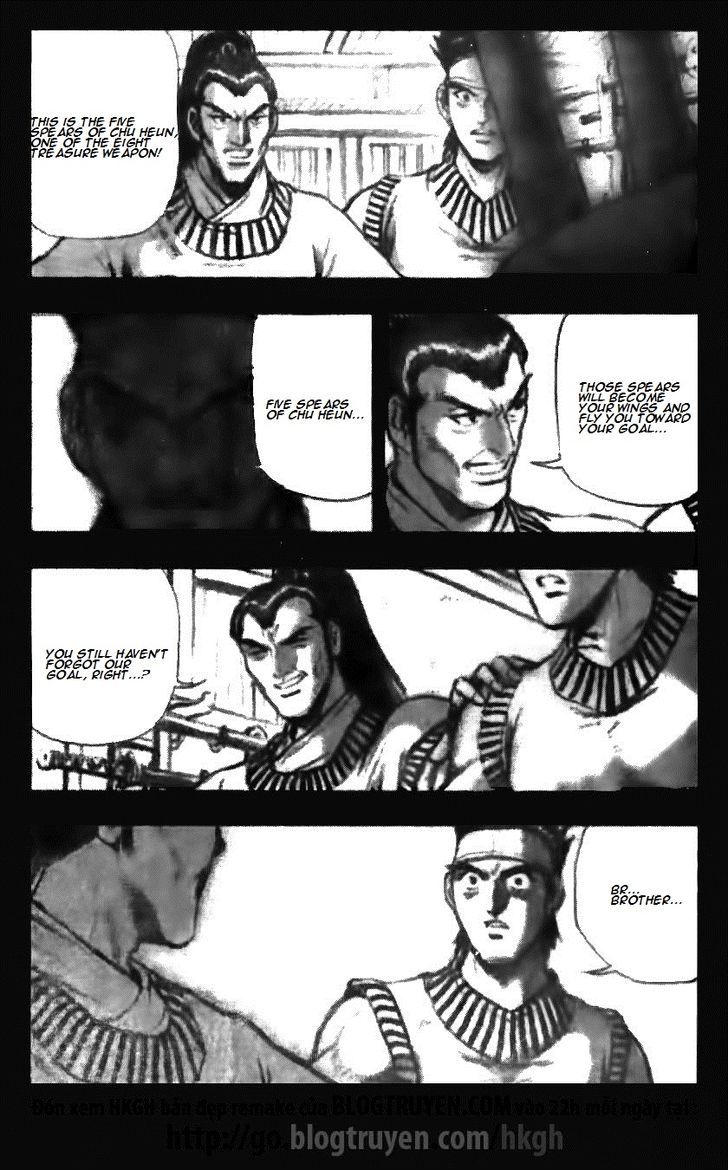 THIS IS THE FIVE
SPEARS OF CHU HEUN,
ONE OF THE EIGHT
TREASURE WEAPON!
FIVE SPEARS
OF CHU HEUN...
THOSE SPEARS
WILL BECOME
YOUR WINGS AND
FLY YOU TOWARD
YOUR GOAL...
YOU STILL HAVEN'T
FORGOT OUR
GOAL, RIGHT...?
BR...
BROTHER...
Đón xem HKGH bản đẹp remake của BLOGTRUYEN.COM vào 22h mỗi ngày tại :
http://go.blogtruyen.com/hkgh